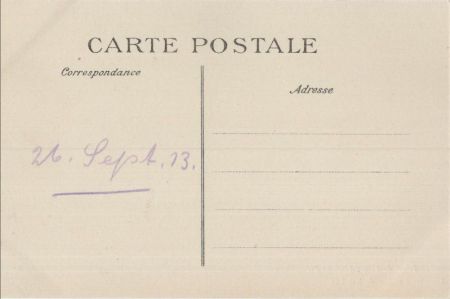 CARTE POSTALE
Correspondance
Adresse
26. Sept. 13.